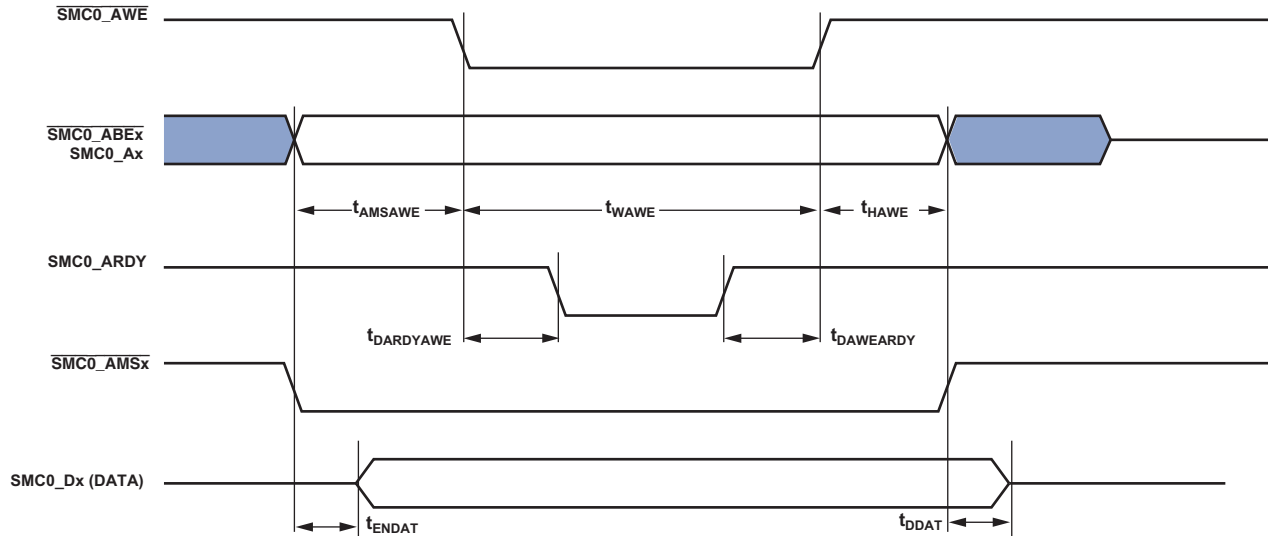 SMC0_AWE
SMC0_ABEx
SMC0_Ax
tAMSAWE
tWAWE
tHAWE
SMC0_ARDY
tDARDYAWE
tDAWEARDY
SMC0_AMSx
SMC0_Dx (DATA)
tENDAT
tDDAT